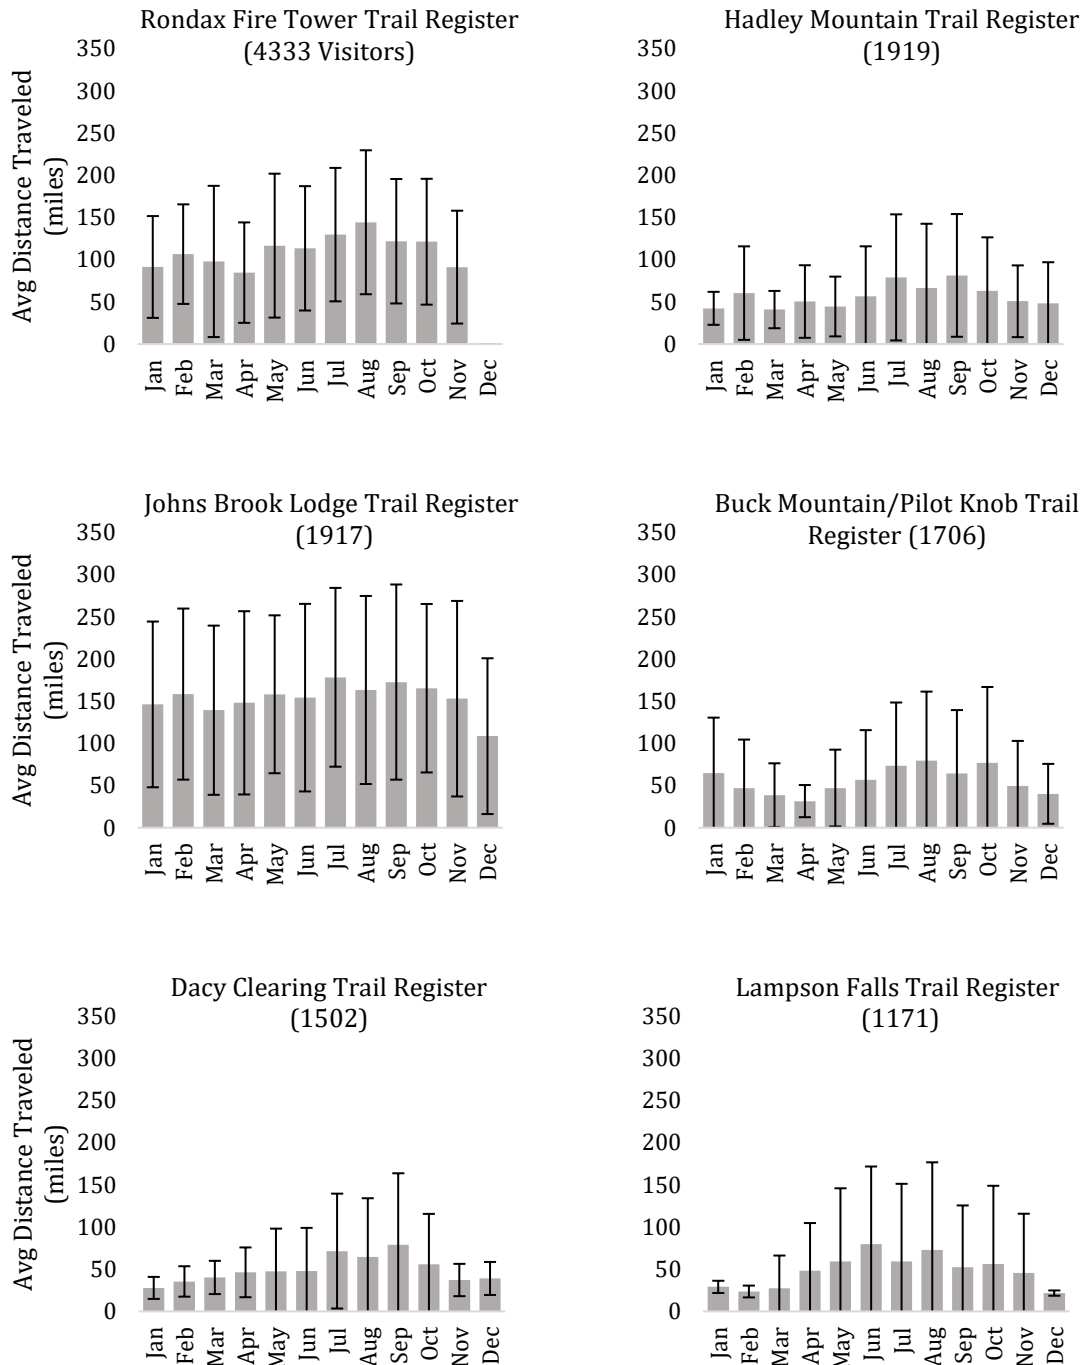 Rondax Fire Tower Trail Register
(4333 Visitors)
Avg Distance Traveled
(miles)
350
300
250
200
150
100
50
0
Jan
Feb
Mar
Apr
May
Jun
Jul
Aug
Sep
Oct
Nov
Dec
Hadley Mountain Trail Register
(1919)
350
300
250
200
150
100
50
0
Jan
Feb
Mar
Apr
May
Jun
Jul
Aug
Sep
Oct
Nov
Dec
Johns Brook Lodge Trail Register
(1917)
Avg Distance Traveled
(miles)
350
300
250
200
150
100
50
0
Jan
Feb
Mar
Apr
May
Jun
Jul
Aug
Sep
Oct
Nov
Dec
Buck Mountain/Pilot Knob Trail
Register (1706)
350
300
250
200
150
100
50
0
Jan
Feb
Mar
Apr
May
Jun
Jul
Aug
Sep
Oct
Nov
Dec
Dacy Clearing Trail Register
(1502)
Avg Distance Traveled
(miles)
350
300
250
200
150
100
50
0
Jan
Feb
Mar
Apr
May
Jun
Jul
Aug
Sep
Oct
Nov
Dec
Lampson Falls Trail Register
(1171)
350
300
250
200
150
100
50
0
Jan
Feb
Mar
Apr
May
Jun
Jul
Aug
Sep
Oct
Nov
Dec